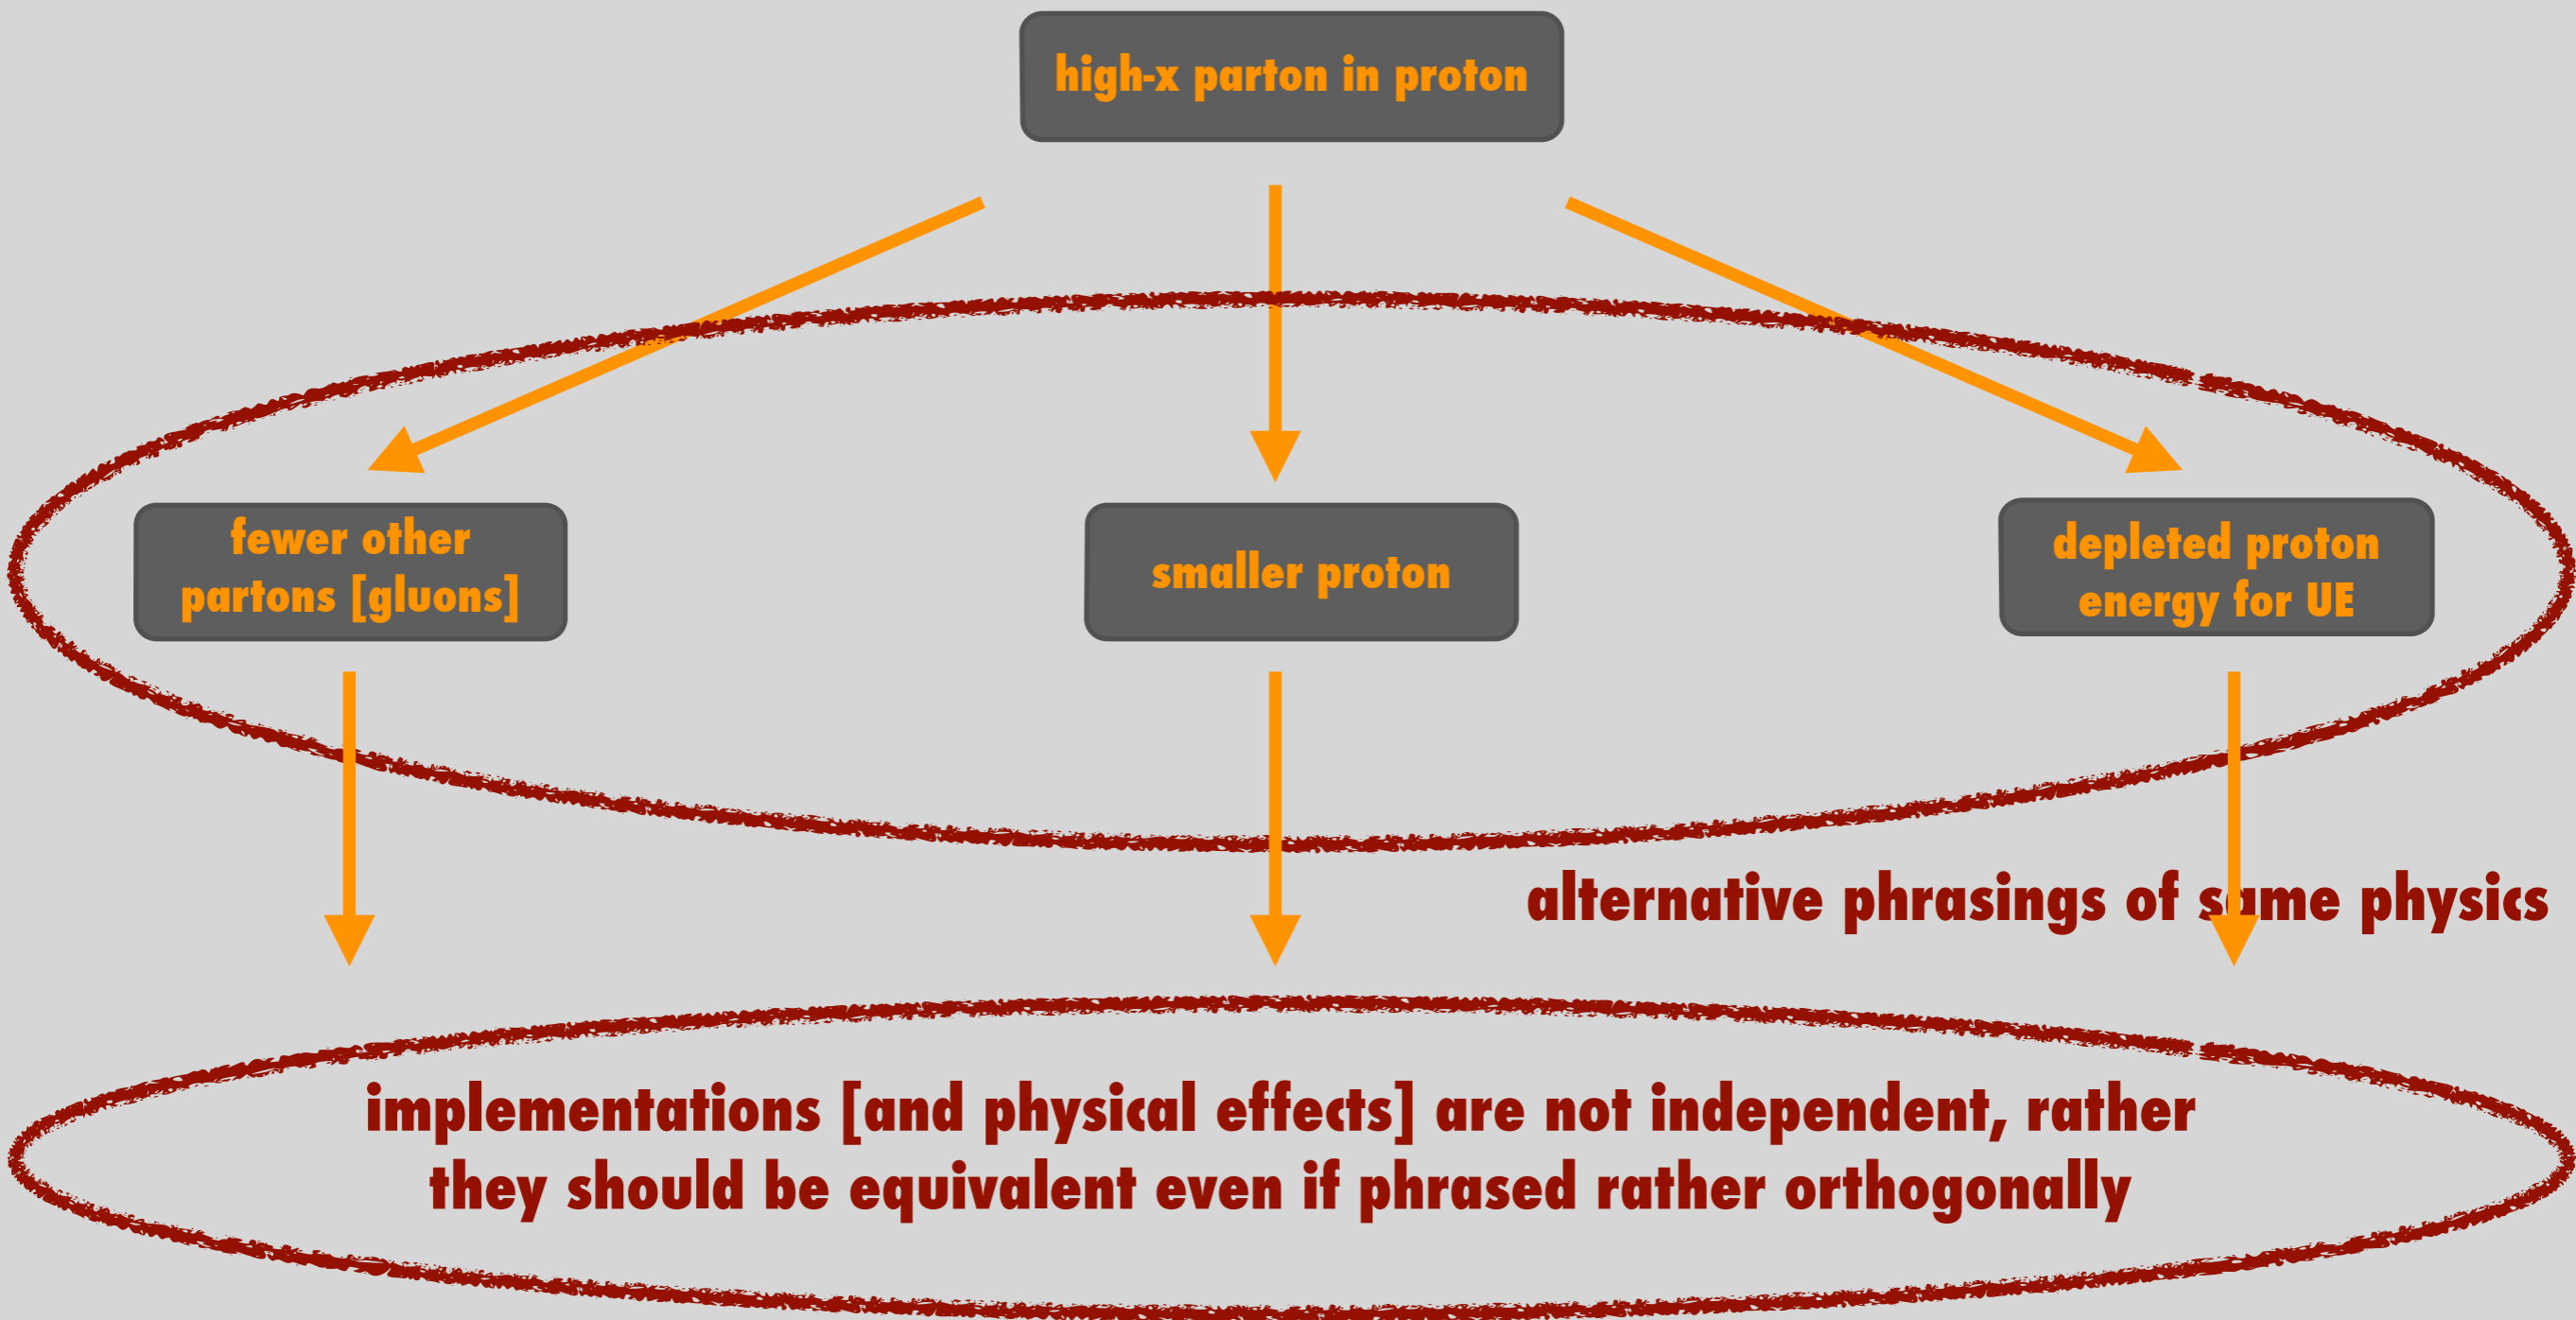 high-x parton in proton
fewer other
partons [gluons]
smaller proton
depleted proton
energy for UE
alternative phrasings of same physics
implementations [and physical effects] are not independent, rather
they should be equivalent even if phrased rather orthogonally